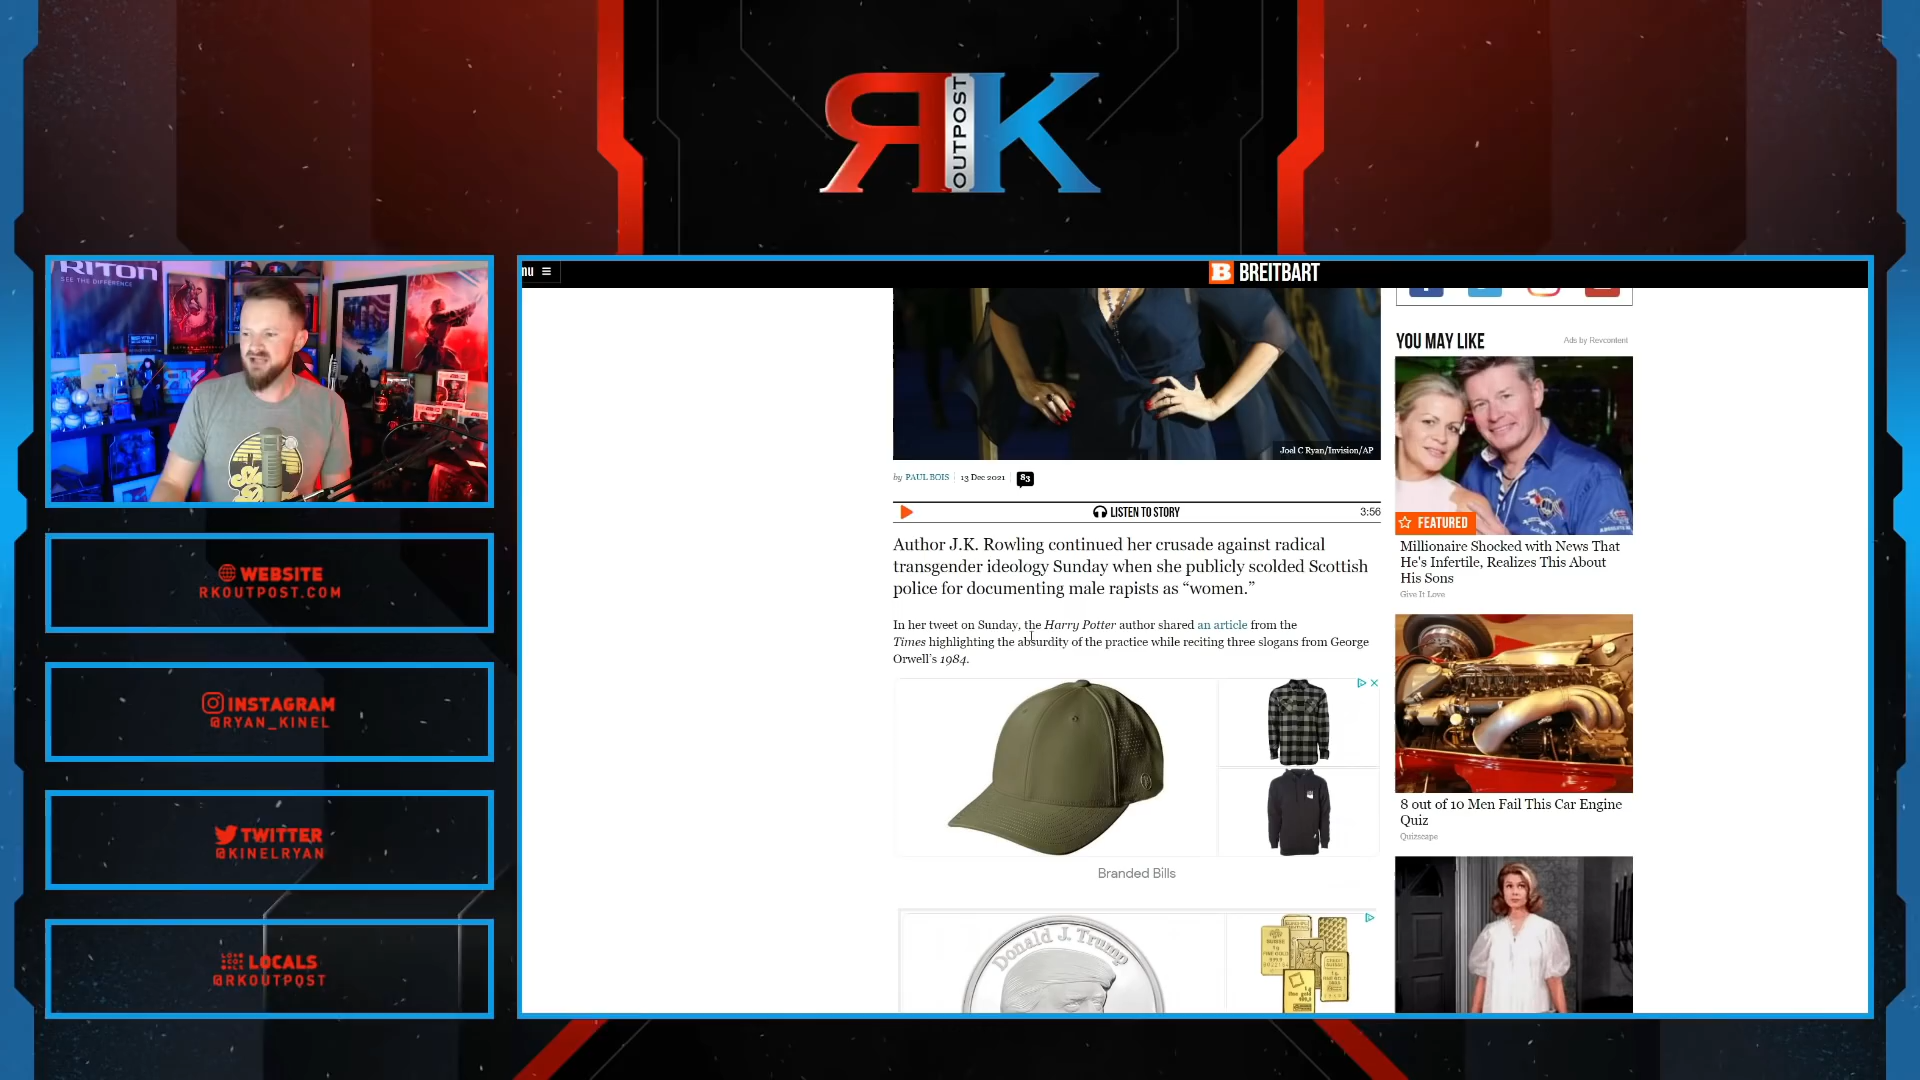 RK
OUTPOST
RITON
SEE THE DIFFERENCE
WEBSITE
RKOUTPOST.COM
INSTAGRAM
@RYAN_KINEL
TWITTER
@KINELRYAN
LOCALS
@RKOUTPOST
nu
B BREITBART
Joel C Ryan/Invision/AP
by PAUL BOIS 13 Dec 2021 83
LISTEN TO STORY 3:56
Author J.K. Rowling continued her crusade against radical
transgender ideology Sunday when she publicly scolded Scottish
police for documenting male rapists as “women.”
In her tweet on Sunday, the Harry Potter author shared an article from the
Times highlighting the absurdity of the practice while reciting three slogans from George
Orwell’s 1984.
Branded Bills
Donald J. Trump
YOU MAY LIKE
Ads by Revcontent
FEATURED
Millionaire Shocked with News That
He's Infertile, Realizes This About
His Sons
Give It Love
8 out of 10 Men Fail This Car Engine
Quiz
Quizscape